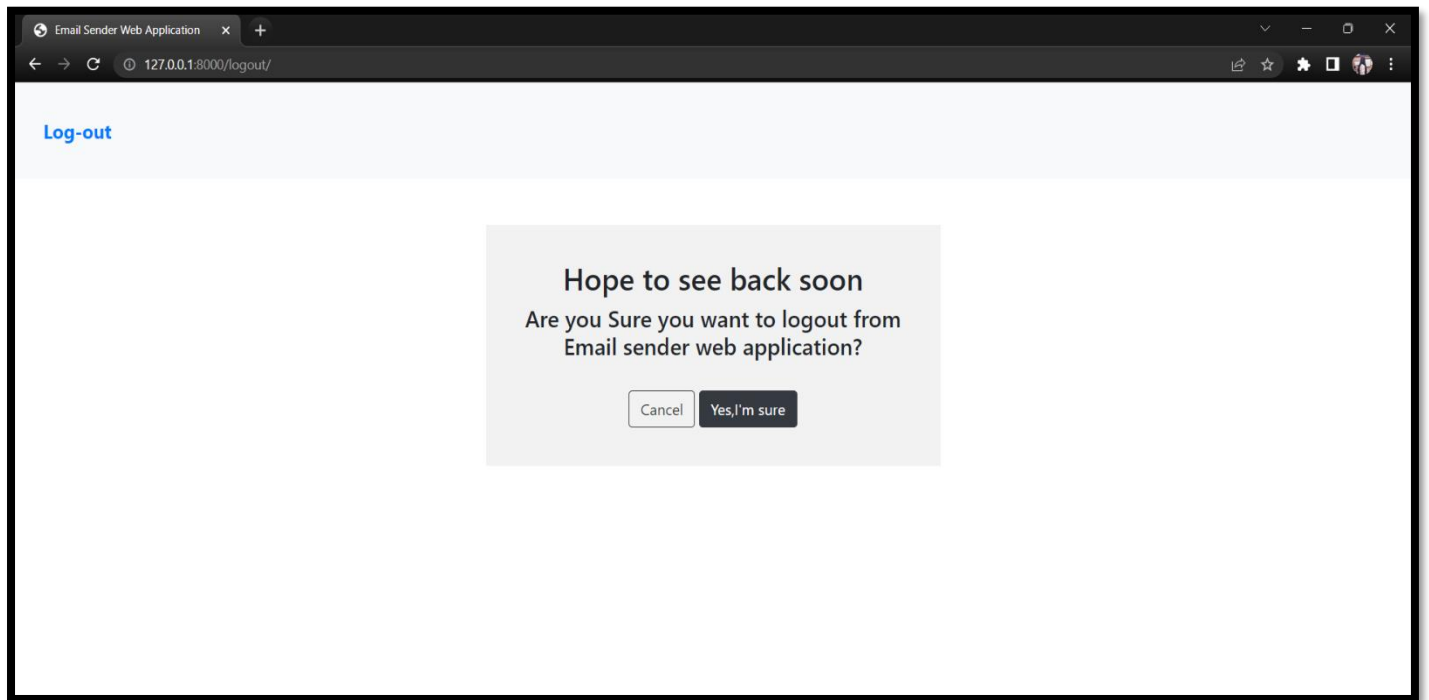 Email Sender Web Application
127.0.0.1:8000/logout/
Log-out
Hope to see back soon
Are you Sure you want to logout from
Email sender web application?
Cancel
Yes,I'm sure